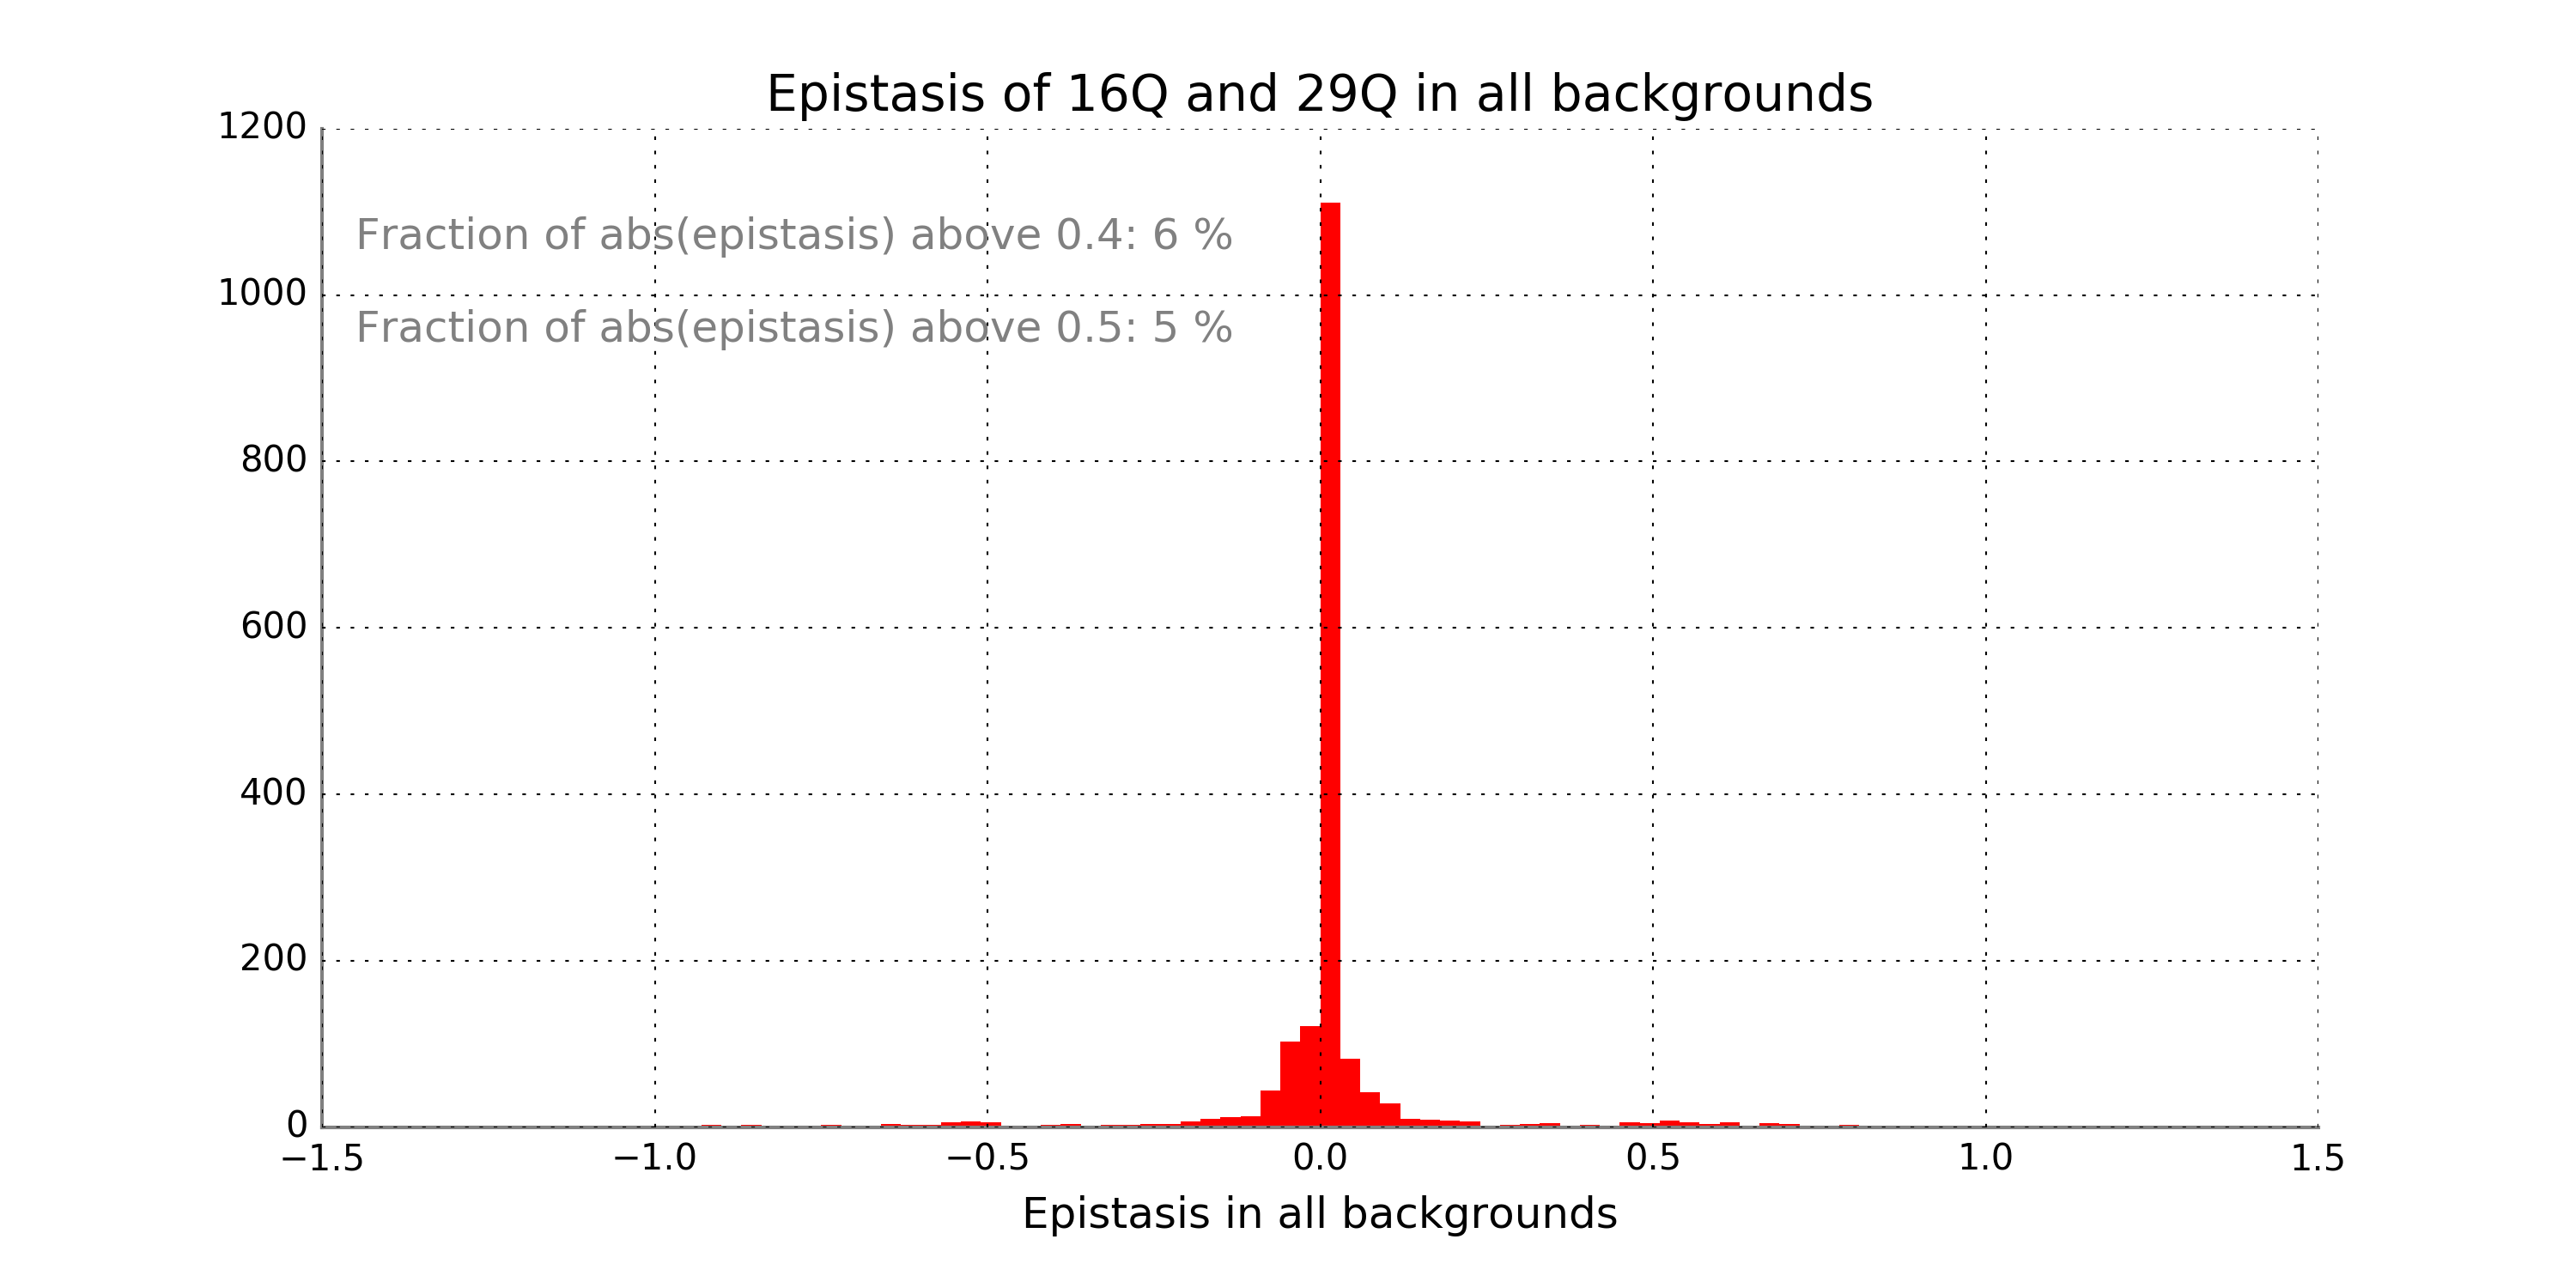 Epistasis of 16Q and 29Q in all backgrounds
1200
Fraction of abs(epistasis) above 0.4: 6 %
1000
Fraction of abs(epistasis) above 0.5: 5 %
800
600
400
200
0
−1.5 −1.0 −0.5 0.0 0.5 1.0 1.5
Epistasis in all backgrounds